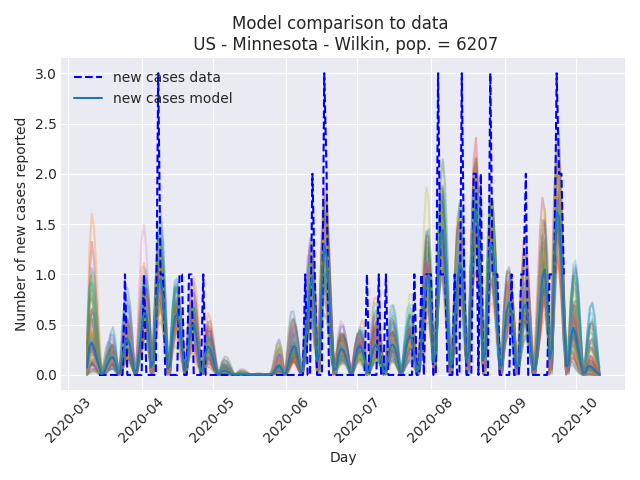 Model comparison to data
US - Minnesota - Wilkin, pop. = 6207
new cases data
new cases model
Number of new cases reported
3.0
2.5
2.0
1.5
1.0
0.5
0.0
2020-03
2020-04
2020-05
2020-06
2020-07
2020-08
2020-09
2020-10
Day